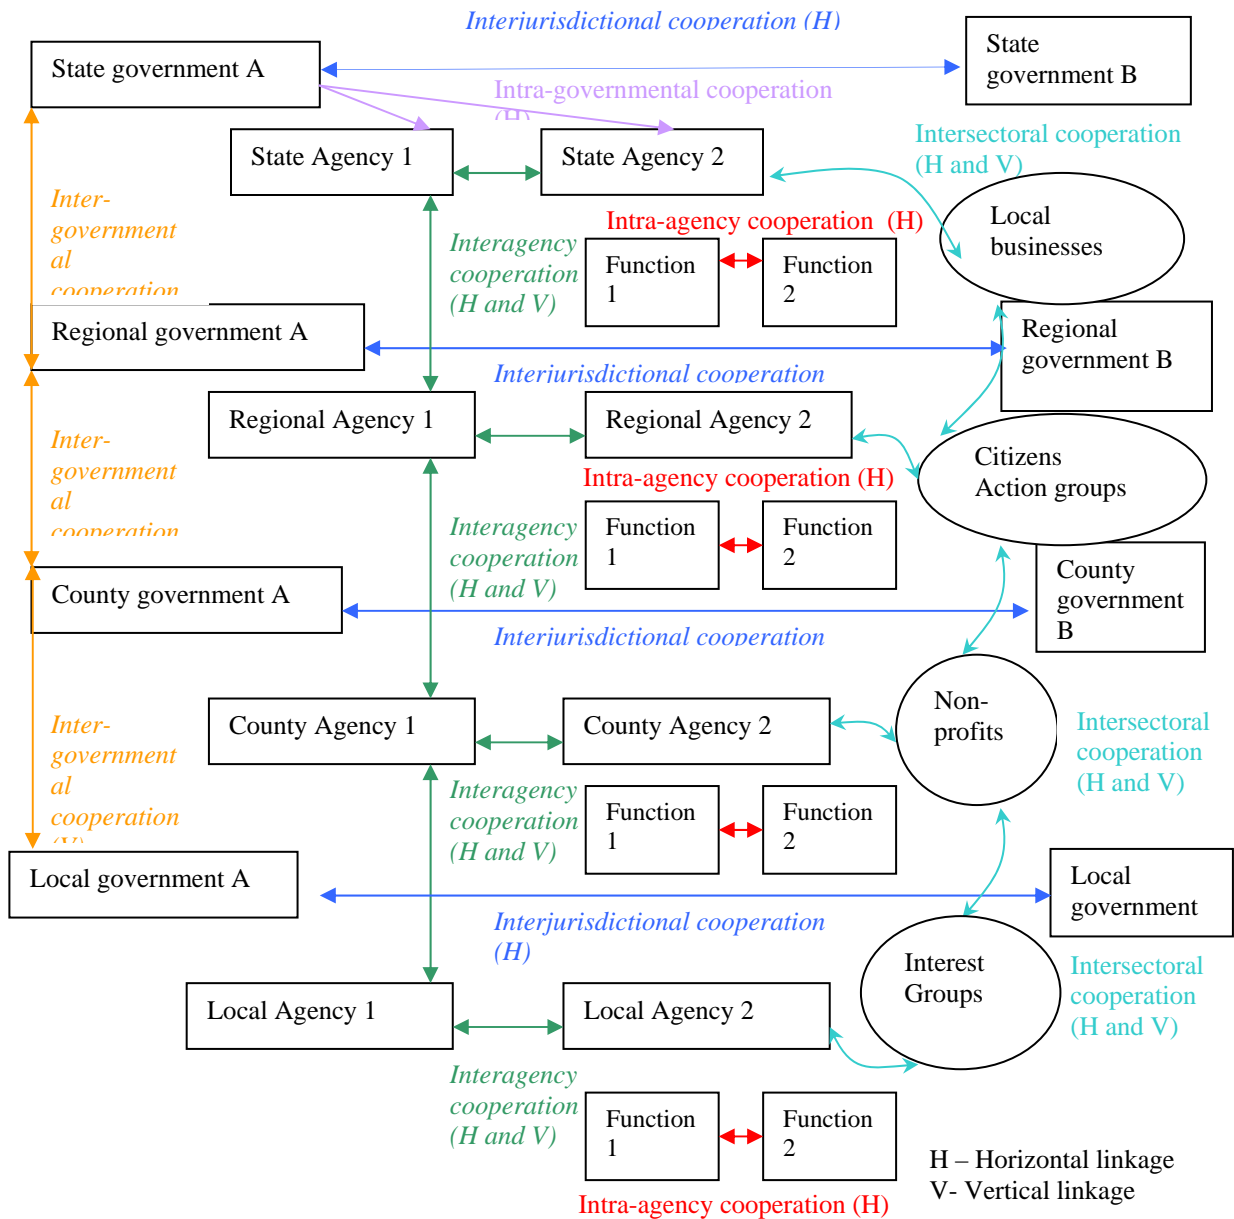 Interjurisdictional cooperation (H)
State government A
State
government B
Intra-governmental cooperation
(H)
Intersectoral cooperation
(H and V)
State Agency 1
State Agency 2
Inter-
government
al
cooperation
Intra-agency cooperation (H)
Local
businesses
Interagency
cooperation
(H and V)
Function
1
Function
2
Regional government A
Regional
government B
Interjurisdictional cooperation
Regional Agency 1
Regional Agency 2
Inter-
government
al
cooperation
Citizens
Action groups
Intra-agency cooperation (H)
Interagency
cooperation
(H and V)
Function
1
Function
2
County government A
County
government
B
Interjurisdictional cooperation
County Agency 1
County Agency 2
Non-
profits
Inter-
government
al
cooperation
(V)
Intersectoral
cooperation
(H and V)
Interagency
cooperation
(H and V)
Function
1
Function
2
Local government A
Local
government
Interjurisdictional cooperation
(H)
Interest
Groups
Intersectoral
cooperation
(H and V)
Local Agency 1
Local Agency 2
Interagency
cooperation
(H and V)
Function
1
Function
2
Intra-agency cooperation (H)
H – Horizontal linkage
V- Vertical linkage